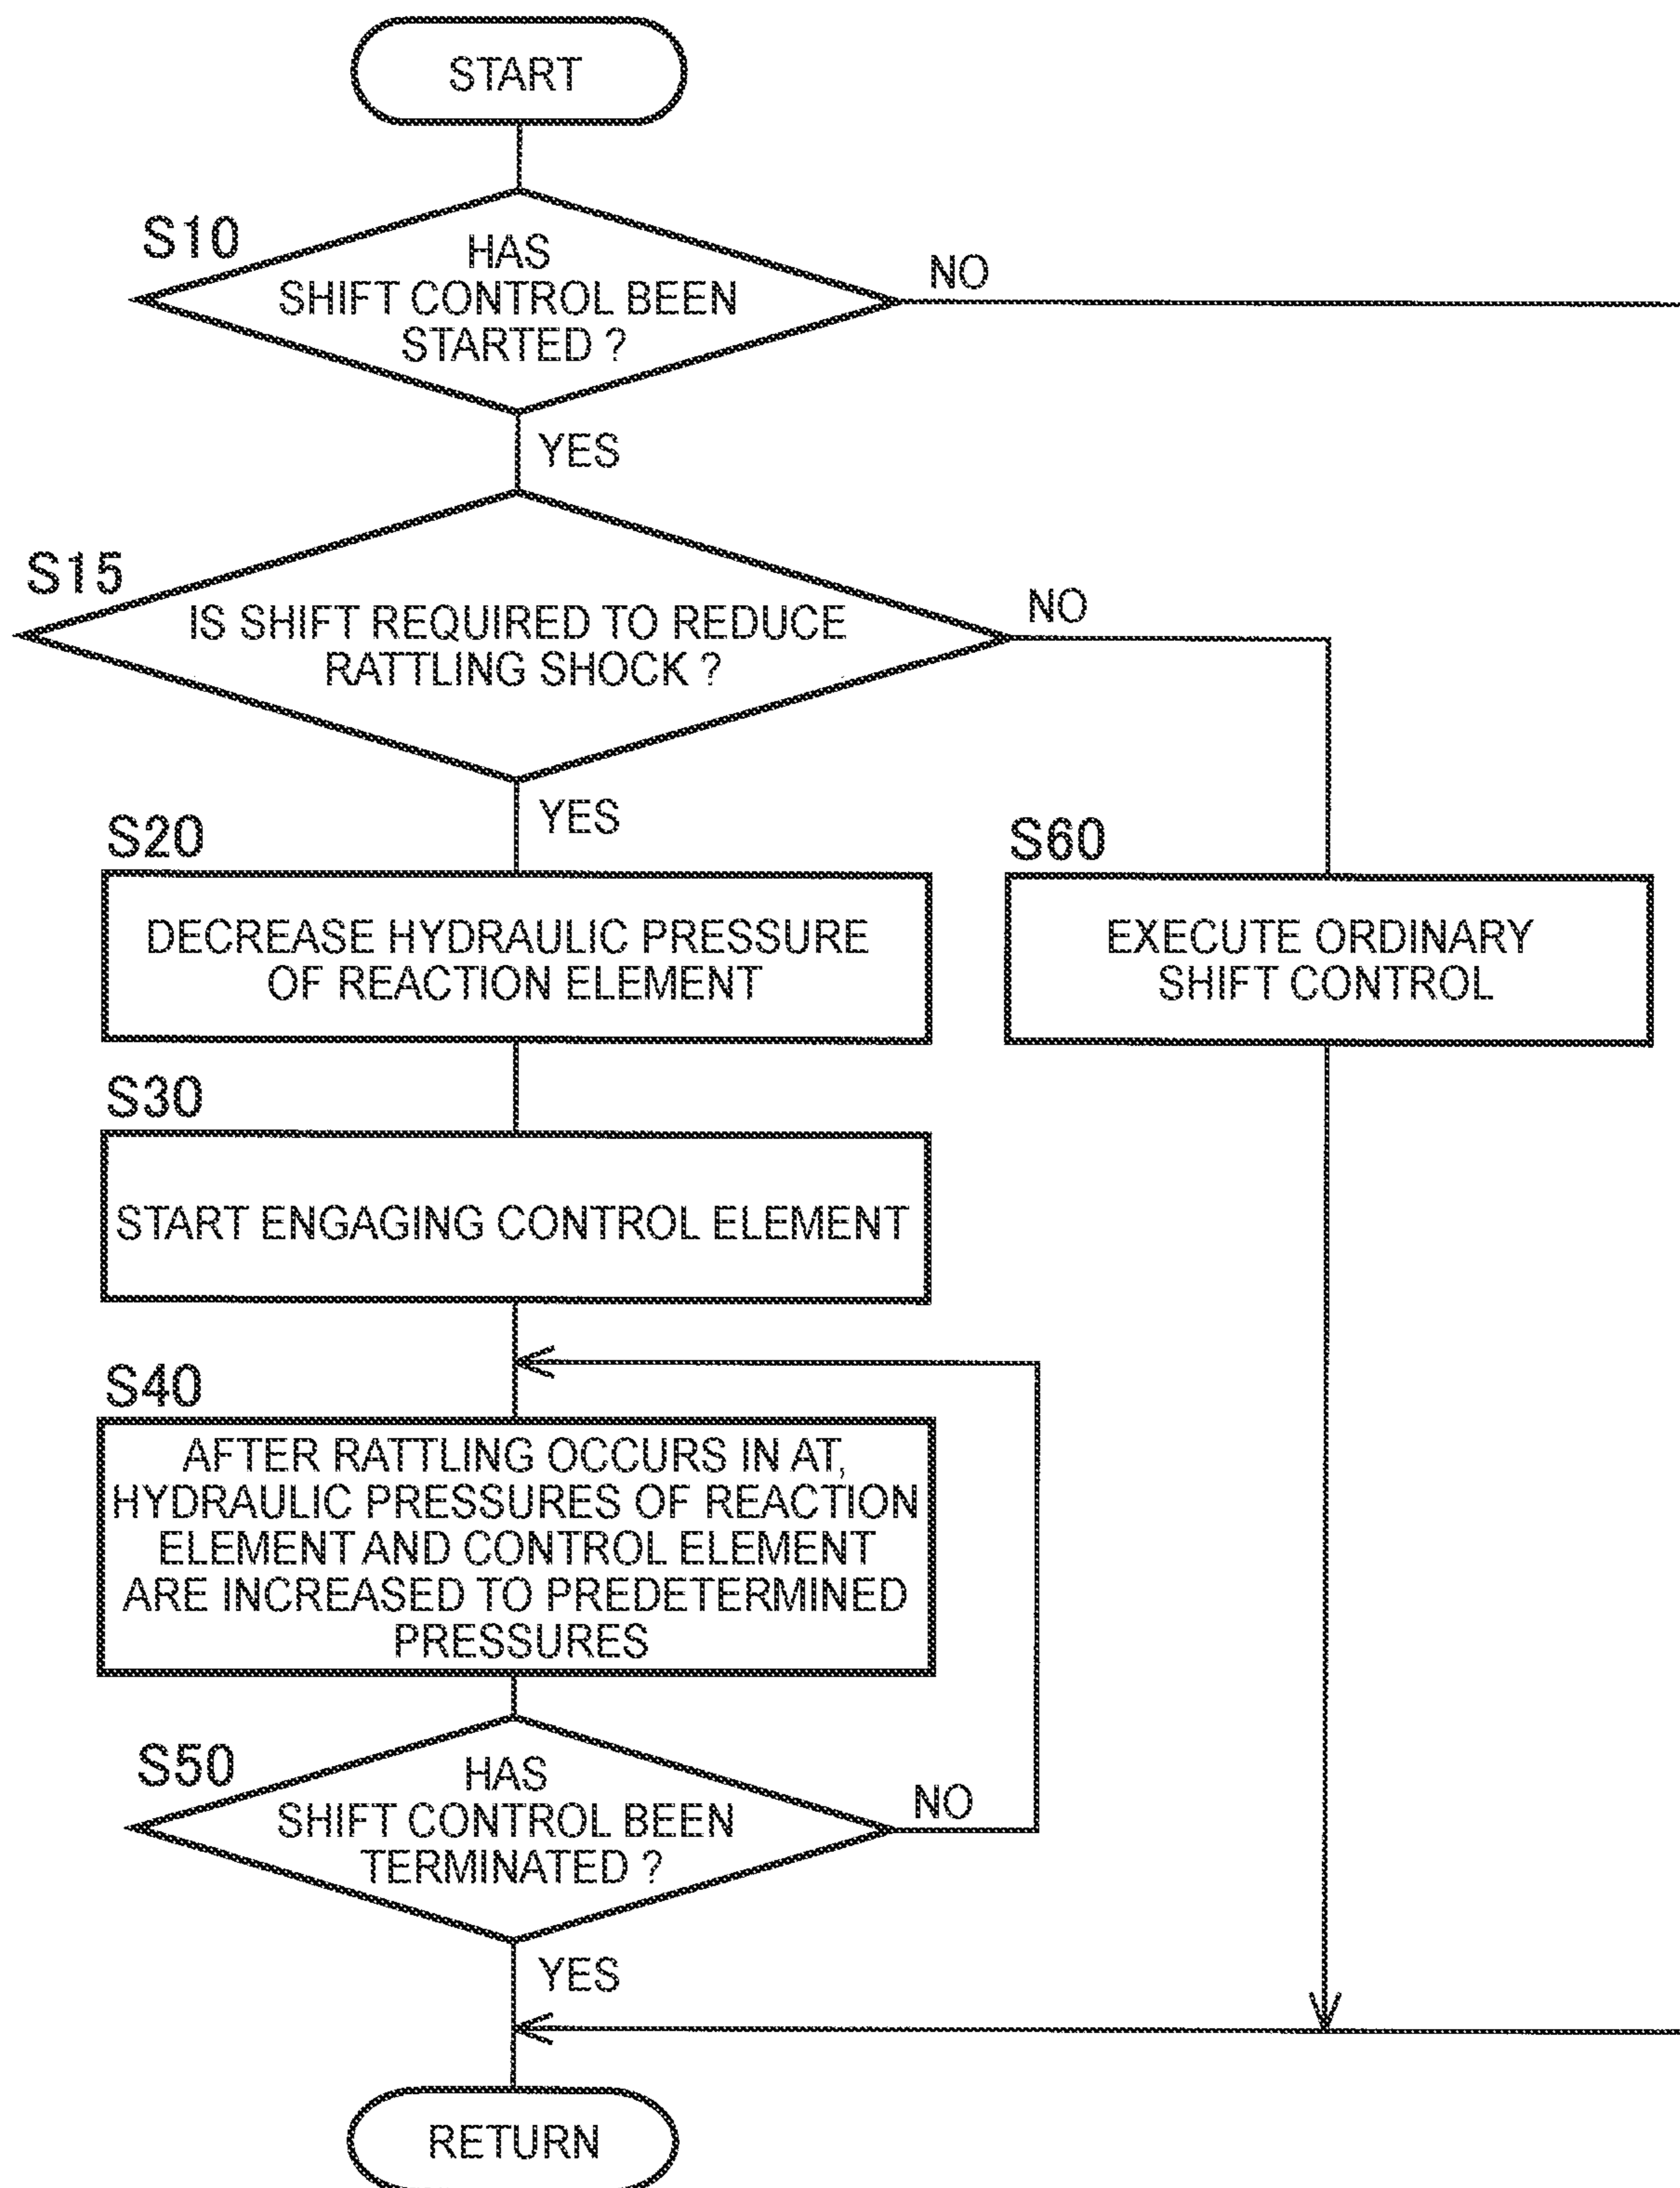 START
S10
HAS
SHIFT CONTROL BEEN
STARTED ?
NO
YES
S15
IS SHIFT REQUIRED TO REDUCE
RATTLING SHOCK ?
NO
YES
S20
DECREASE HYDRAULIC PRESSURE
OF REACTION ELEMENT
S60
EXECUTE ORDINARY
SHIFT CONTROL
S30
START ENGAGING CONTROL ELEMENT
S40
AFTER RATTLING OCCURS IN AT,
HYDRAULIC PRESSURES OF REACTION
ELEMENT AND CONTROL ELEMENT
ARE INCREASED TO PREDETERMINED
PRESSURES
S50
HAS
SHIFT CONTROL BEEN
TERMINATED ?
NO
YES
RETURN